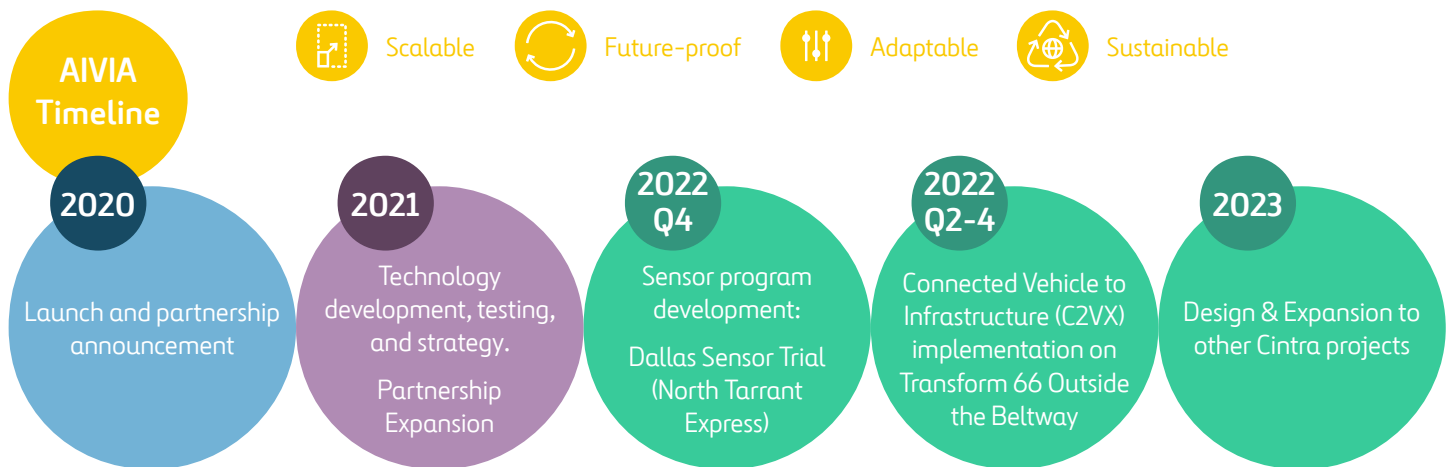 AIVIA
Timeline
Scalable
Future-proof
Adaptable
Sustainable
2020
Launch and partnership
announcement
2021
Technology
development, testing,
and strategy.
Partnership
Expansion
2022
Q4
Sensor program
development:
Dallas Sensor Trial
(North Tarrant
Express)
2022
Q2-4
Connected Vehicle to
Infrastructure (C2VX)
implementation on
Transform 66 Outside
the Beltway
2023
Design & Expansion to
other Cintra projects